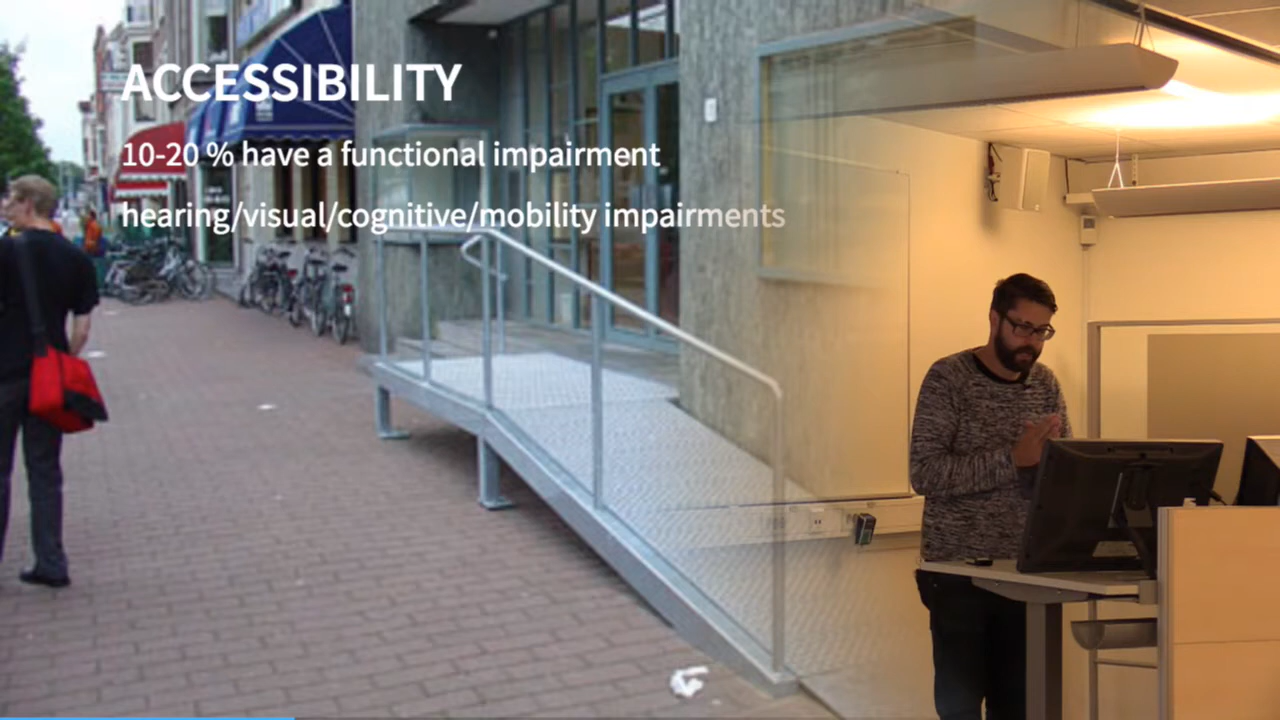 ACCESSIBILITY
10-20 % have a functional impairment
hearing/visual/cognitive/mobility impairments